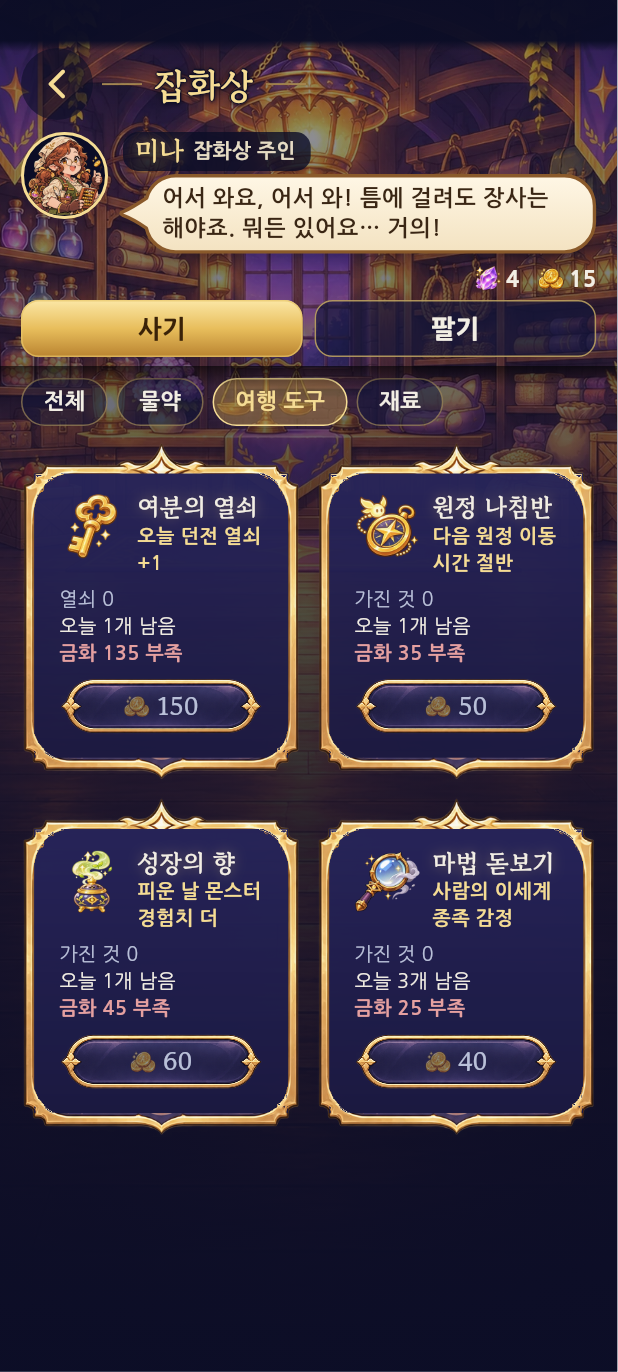 잡화상
미나 잡화상 주인
어서 와요, 어서 와! 틈에 걸려도 장사는
해야죠. 뭐든 있어요… 거의!
4 15
사기 팔기
전체 물약 여행 도구 재료
여분의 열쇠
오늘 던전 열쇠
+1
열쇠 0
오늘 1개 남음
금화 135 부족
150
원정 나침반
다음 원정 이동
시간 절반
가진 것 0
오늘 1개 남음
금화 35 부족
50
성장의 향
피운 날 몬스터
경험치 더
가진 것 0
오늘 1개 남음
금화 45 부족
60
마법 돋보기
사람의 이세계
종족 감정
가진 것 0
오늘 3개 남음
금화 25 부족
40